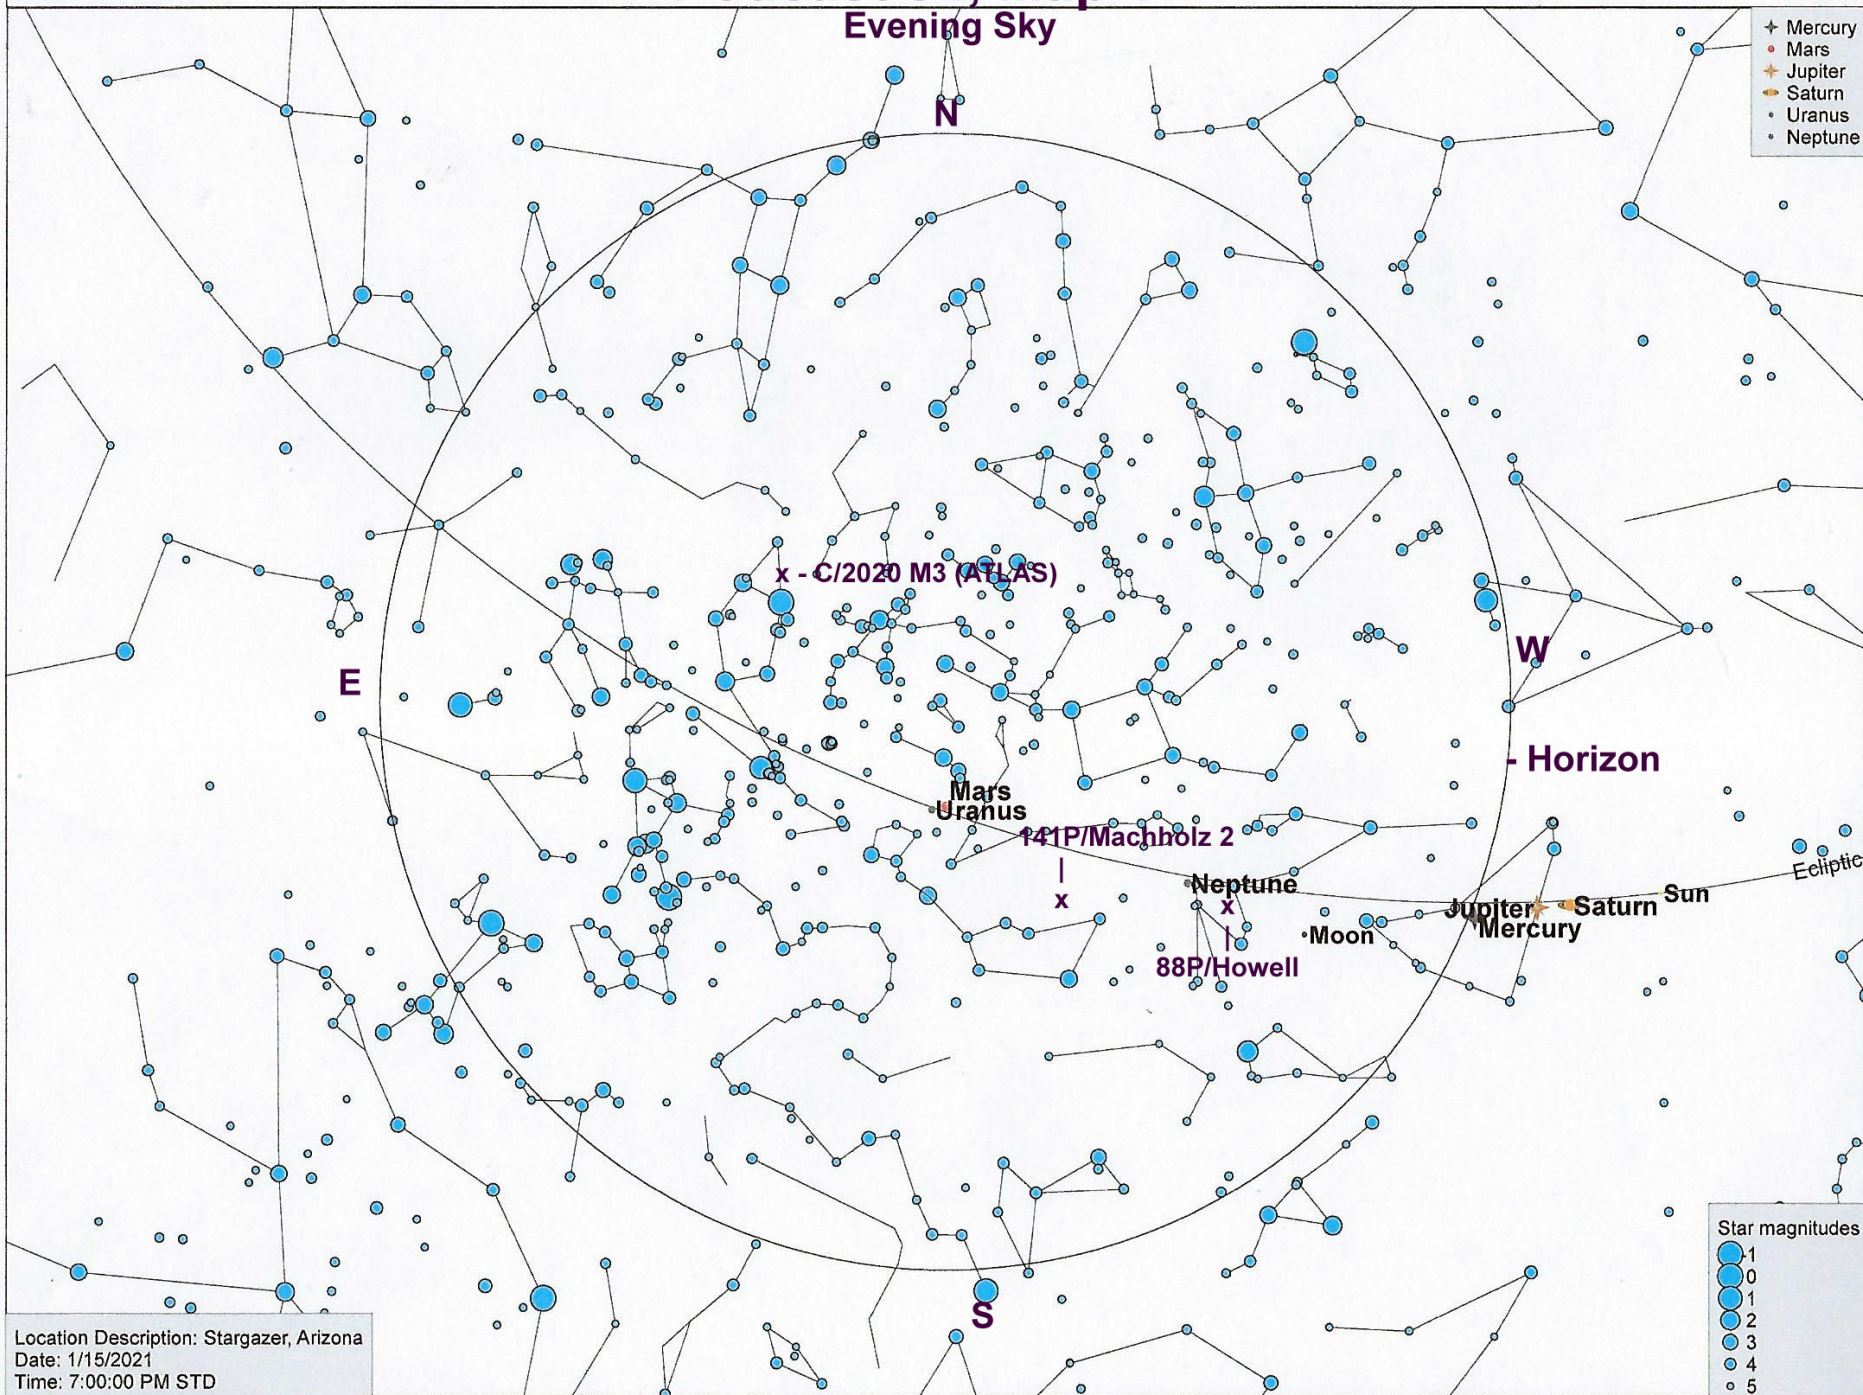 Evening Sky
Mercury
Mars
Jupiter
Saturn
Uranus
Neptune
N
x - C/2020 M3 (ATLAS)
E
W
- Horizon
Mars
Uranus
141P/Machholz 2
|
x
Neptune
x
|
88P/Howell
Moon
Jupiter
Mercury
Saturn
Sun
Ecliptic
S
Star magnitudes
-1
0
1
2
3
4
5
Location Description: Stargazer, Arizona
Date: 1/15/2021
Time: 7:00:00 PM STD